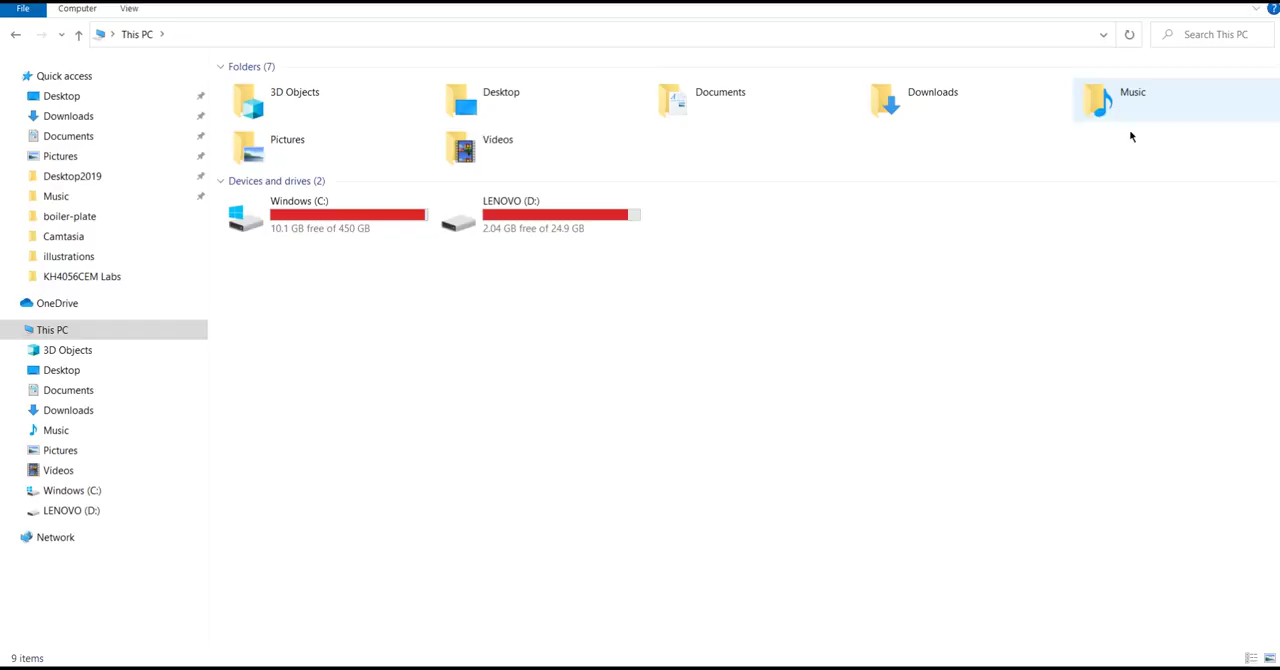 File Computer View ?
This PC
Search This PC
Quick access
Desktop
Downloads
Documents
Pictures
Desktop2019
Music
boiler-plate
Camtasia
illustrations
KH4056CEM Labs
OneDrive
This PC
3D Objects
Desktop
Documents
Downloads
Music
Pictures
Videos
Windows (C:)
LENOVO (D:)
Network
Folders (7)
3D Objects Desktop Documents Downloads Music
Pictures Videos
Devices and drives (2)
Windows (C:) LENOVO (D:)
10.1 GB free of 450 GB 2.04 GB free of 24.9 GB
9 items